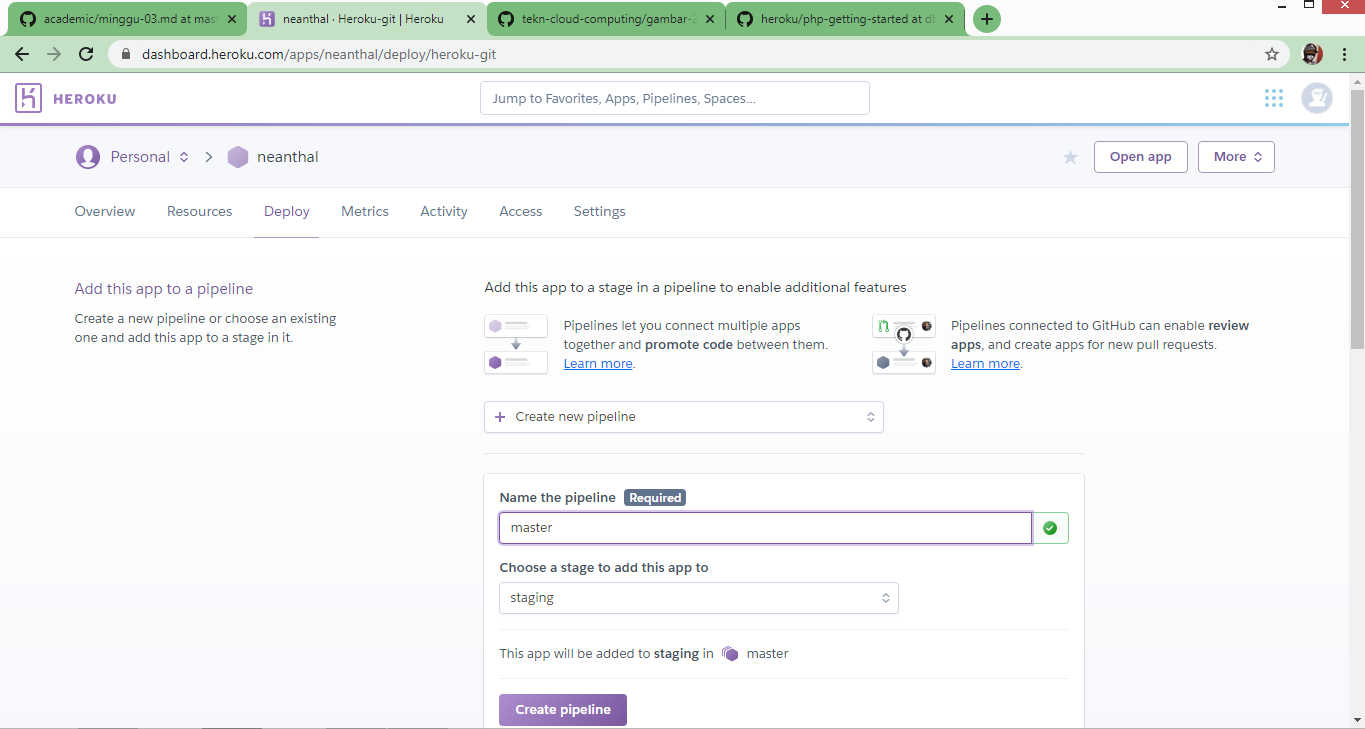 academic/minggu-03.md at mast
neanthal · Heroku-git | Heroku
tekn-cloud-computing/gambar-
heroku/php-getting-started at
dashboard.heroku.com/apps/neanthal/deploy/heroku-git
HEROKU
Jump to Favorites, Apps, Pipelines, Spaces...
Personal
neanthal
Open app
More
Overview
Resources
Deploy
Metrics
Activity
Access
Settings
Add this app to a pipeline
Create a new pipeline or choose an existing
one and add this app to a stage in it.
Add this app to a stage in a pipeline to enable additional features
Pipelines let you connect multiple apps
together and promote code between them.
Learn more.
Pipelines connected to GitHub can enable review
apps, and create apps for new pull requests.
Learn more.
Create new pipeline
Name the pipeline Required
master
Choose a stage to add this app to
staging
This app will be added to staging in master
Create pipeline